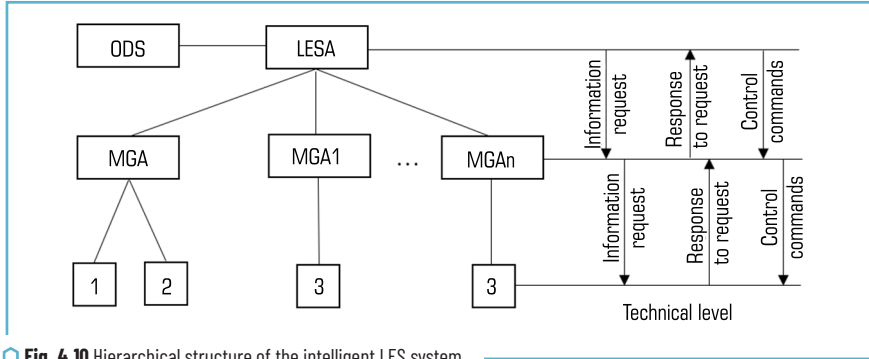 ODS
LESA
Information
request
Response
to request
Control
commands
MGA
MGA1
...
MGAn
Information
request
Response
to request
Control
commands
1
2
3
3
Technical level
Fig. 4.10 Hierarchical structure of the intelligent LES system